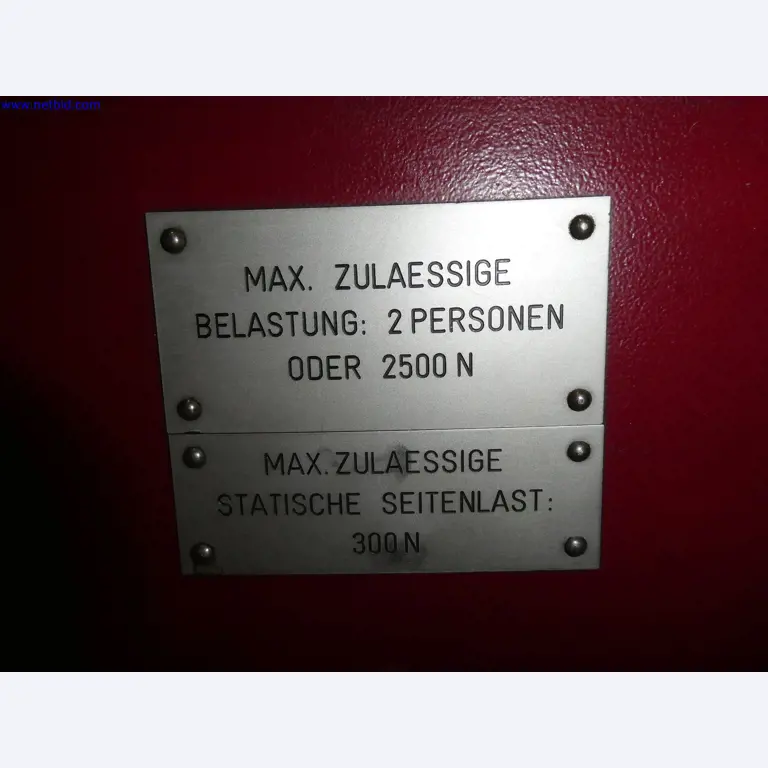 www.netbid.com
MAX. ZULAESSIGE
BELASTUNG: 2 PERSONEN
ODER 2500 N
MAX. ZULAESSIGE
STATISCHE SEITENLAST:
300 N